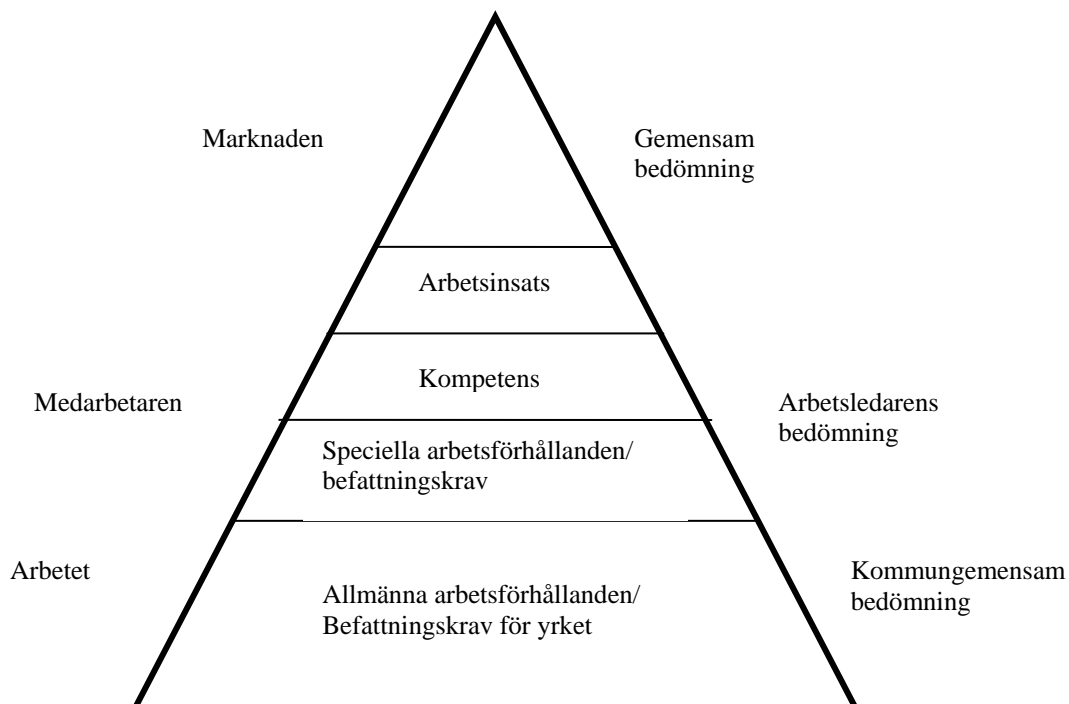 Marknaden
Gemensam
bedömning
Arbetsinsats
Kompetens
Medarbetaren
Arbetsledarens
bedömning
Speciella arbetsförhållanden/
befattningskrav
Arbetet
Kommungemensam
bedömning
Allmänna arbetsförhållanden/
Befattningskrav för yrket